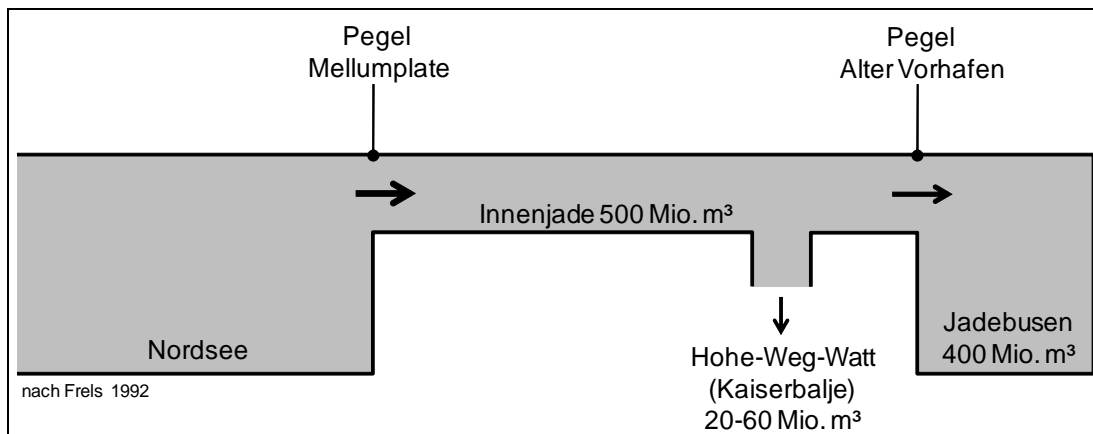 Pegel
Mellumplate
Pegel
Alter Vorhafen
Innenjade 500 Mio. m³
Nordsee
Jadebusen
400 Mio. m³
Hohe-Weg-Watt
(Kaiserbalje)
20-60 Mio. m³
nach Frels 1992